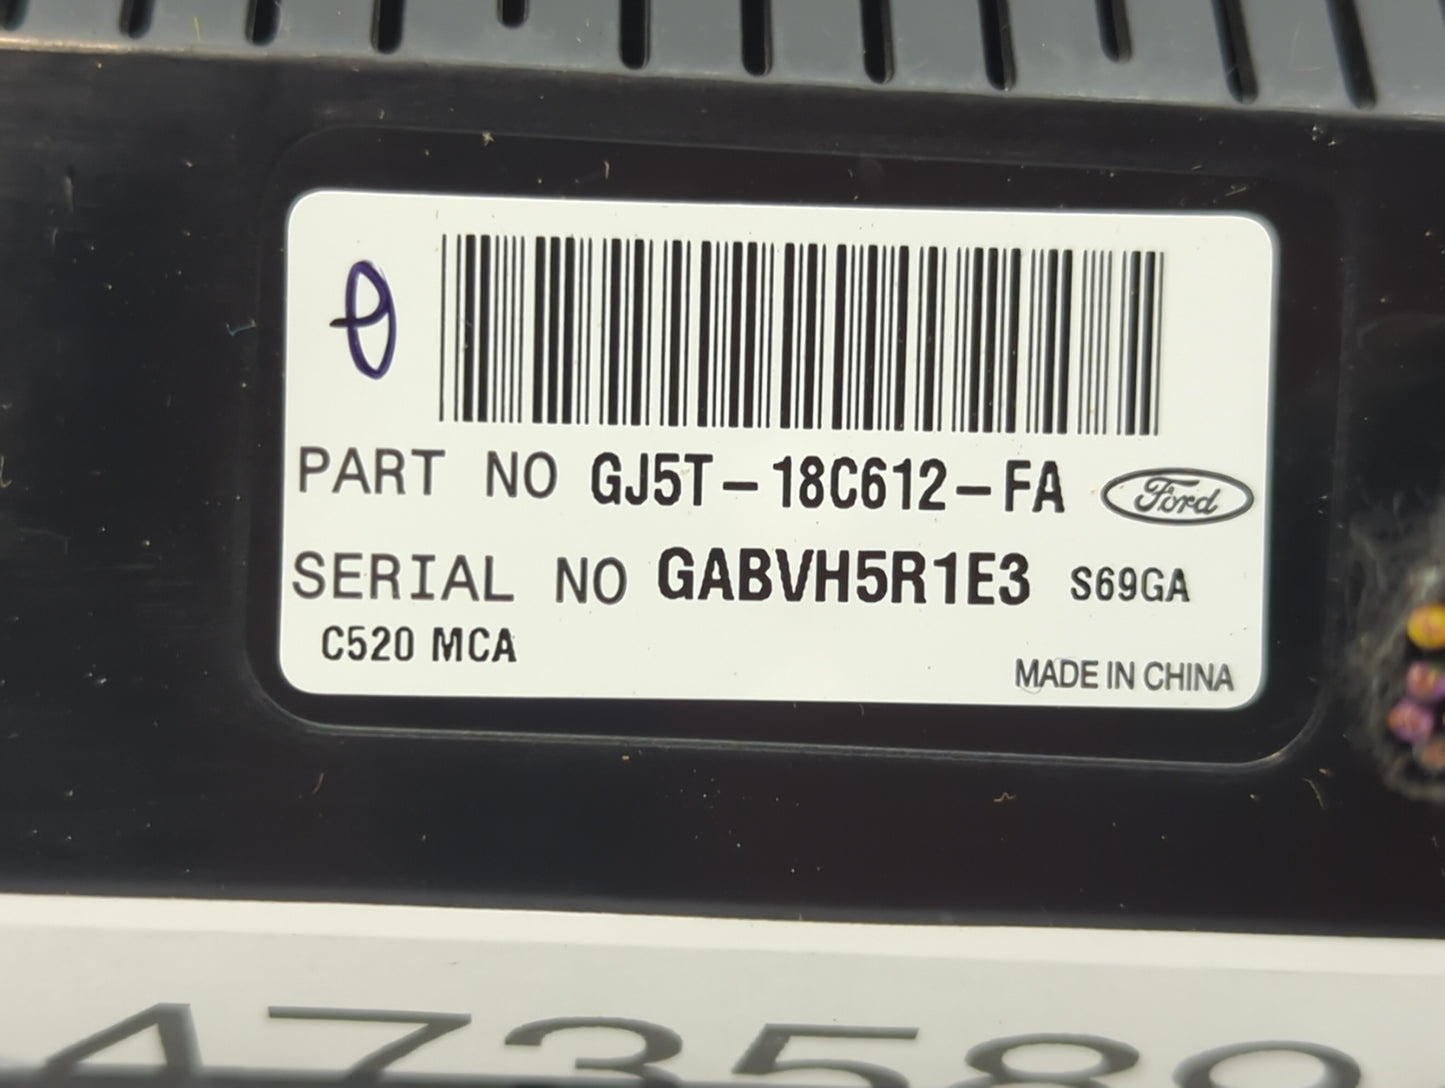 PART NO GJ5T-18C612-FA Ford
SERIAL NO GABVH5R1E3 S69GA
C520 MCA
MADE IN CHINA